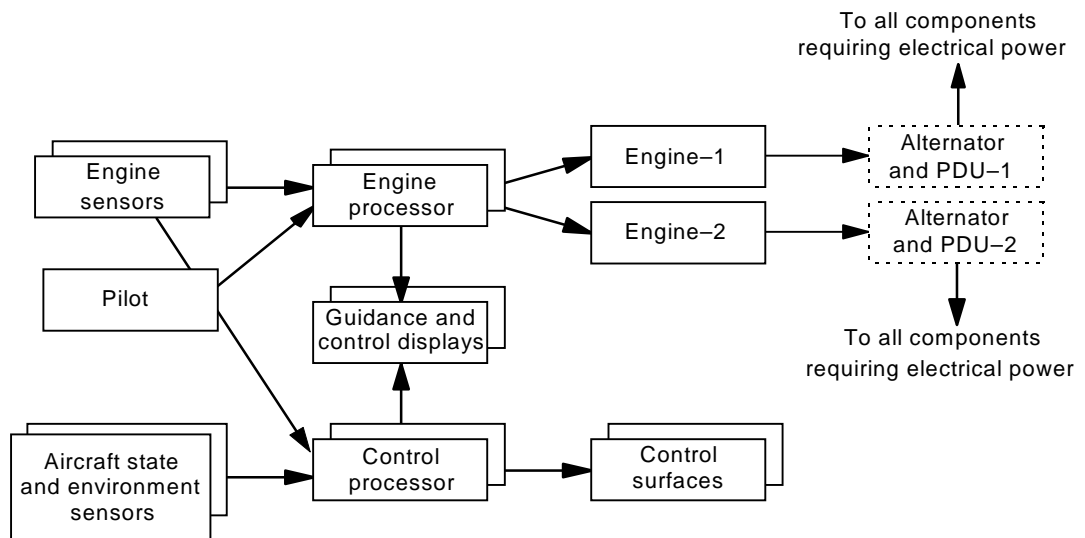 To all components
requiring electrical power
Engine
sensors
Engine
processor
Engine–1
Alternator
and PDU–1
Engine–2
Alternator
and PDU–2
Pilot
Guidance and
control displays
To all components
requiring electrical power
Aircraft state
and environment
sensors
Control
processor
Control
surfaces